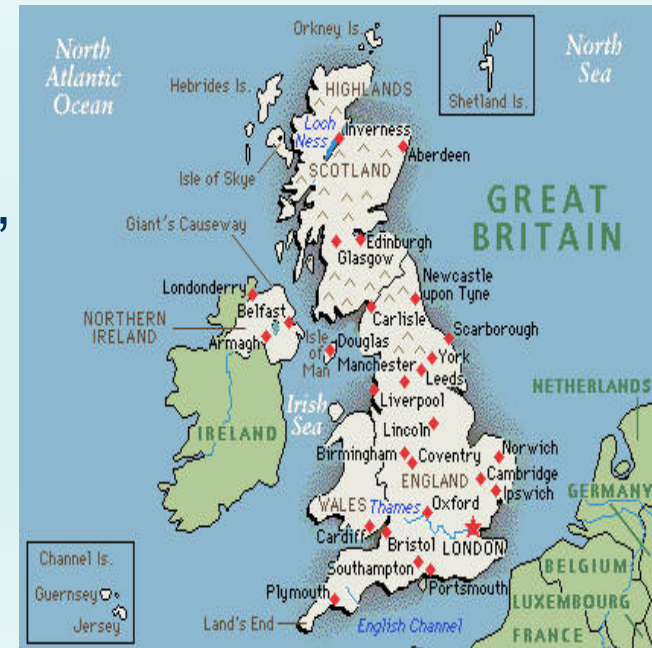 Orkney Is.
North
Atlantic
Ocean
North
Sea
Hebrides Is.
HIGHLANDS
Shetland Is.
Loch
Ness
Inverness
Aberdeen
Isle of Skye
SCOTLAND
,
GREAT
BRITAIN
Giant's Causeway
Edinburgh
Glasgow
Newcastle
upon Tyne
Londonderry
Belfast
Carlisle
NORTHERN
IRELAND
Scarborough
Armagh
Isle
of
Man
Douglas
York
Manchester
Leeds
NETHERLANDS
Liverpool
Irish
Sea
IRELAND
Lincoln
Norwich
Birmingham
Coventry
Cambridge
ENGLAND
Ipswich
GERMANY
WALES
Thames
Oxford
Cardiff
Bristol
LONDON
Channel Is.
Southampton
BELGIUM
Portsmouth
Guernsey
Plymouth
LUXEMBOURG
Jersey
Land's End
English Channel
FRANCE